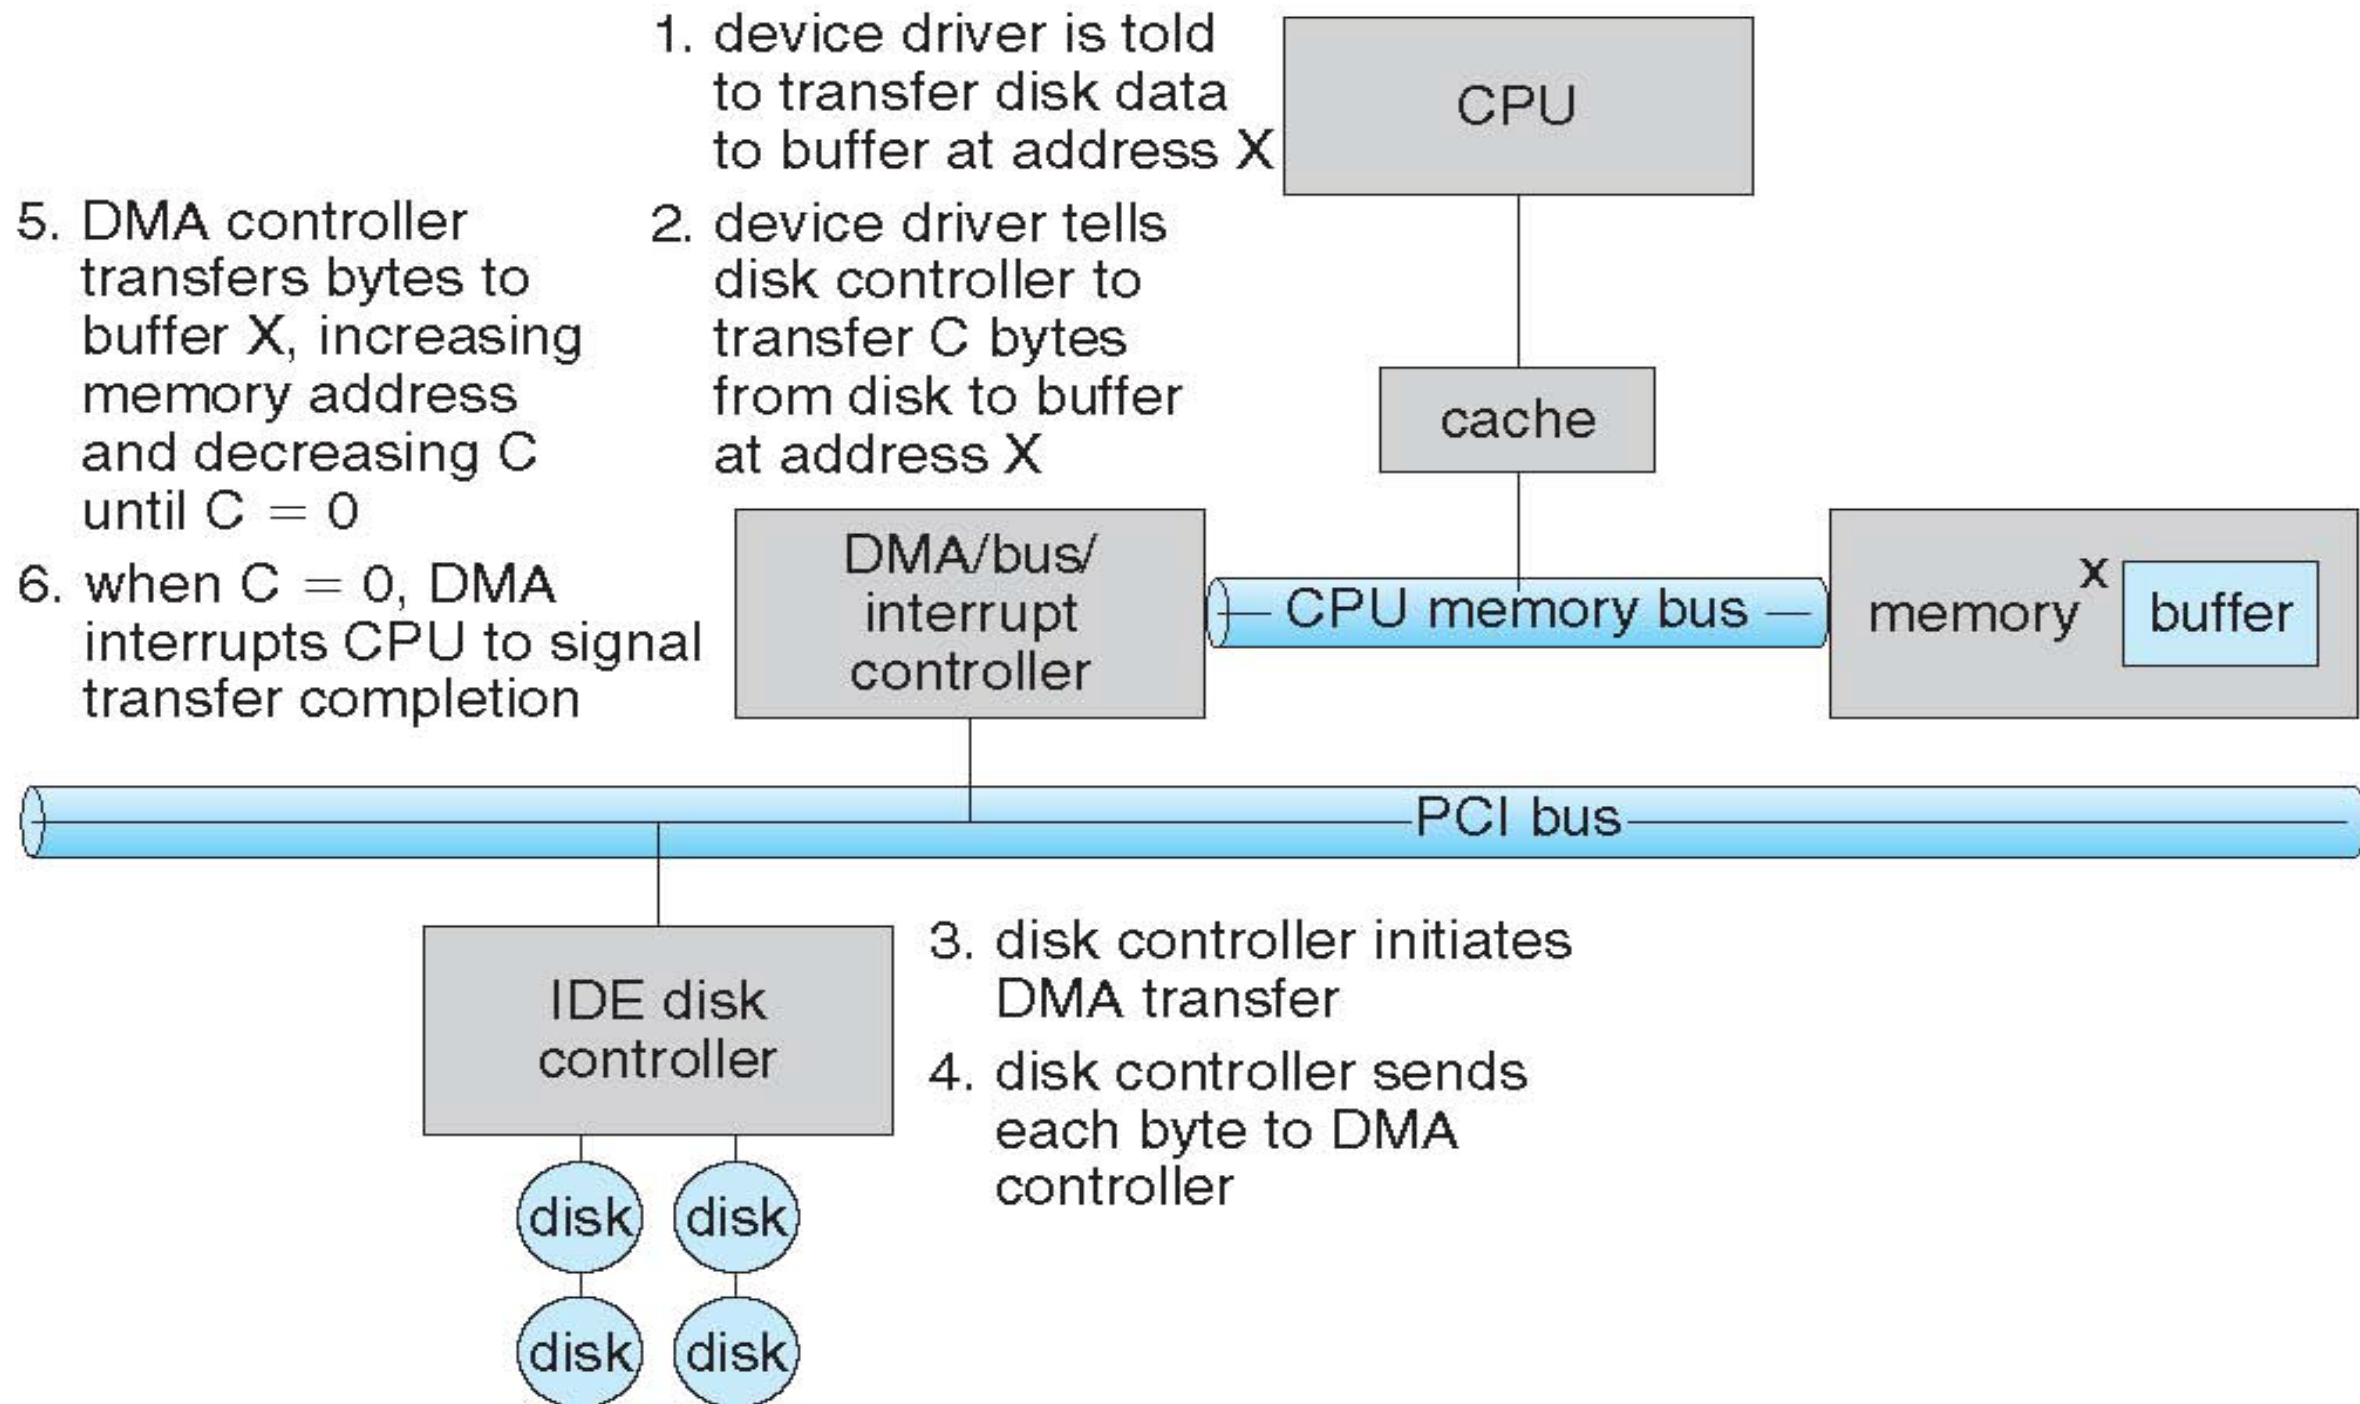 1. device driver is told
to transfer disk data
to buffer at address X
CPU
5. DMA controller
transfers bytes to
buffer X, increasing
memory address
and decreasing C
until C = 0
2. device driver tells
disk controller to
transfer C bytes
from disk to buffer
at address X
cache
6. when C = 0, DMA
interrupts CPU to signal
transfer completion
DMA/bus/
interrupt
controller
CPU memory bus
memory
x
buffer
PCI bus
IDE disk
controller
3. disk controller initiates
DMA transfer
4. disk controller sends
each byte to DMA
controller
disk
disk
disk
disk